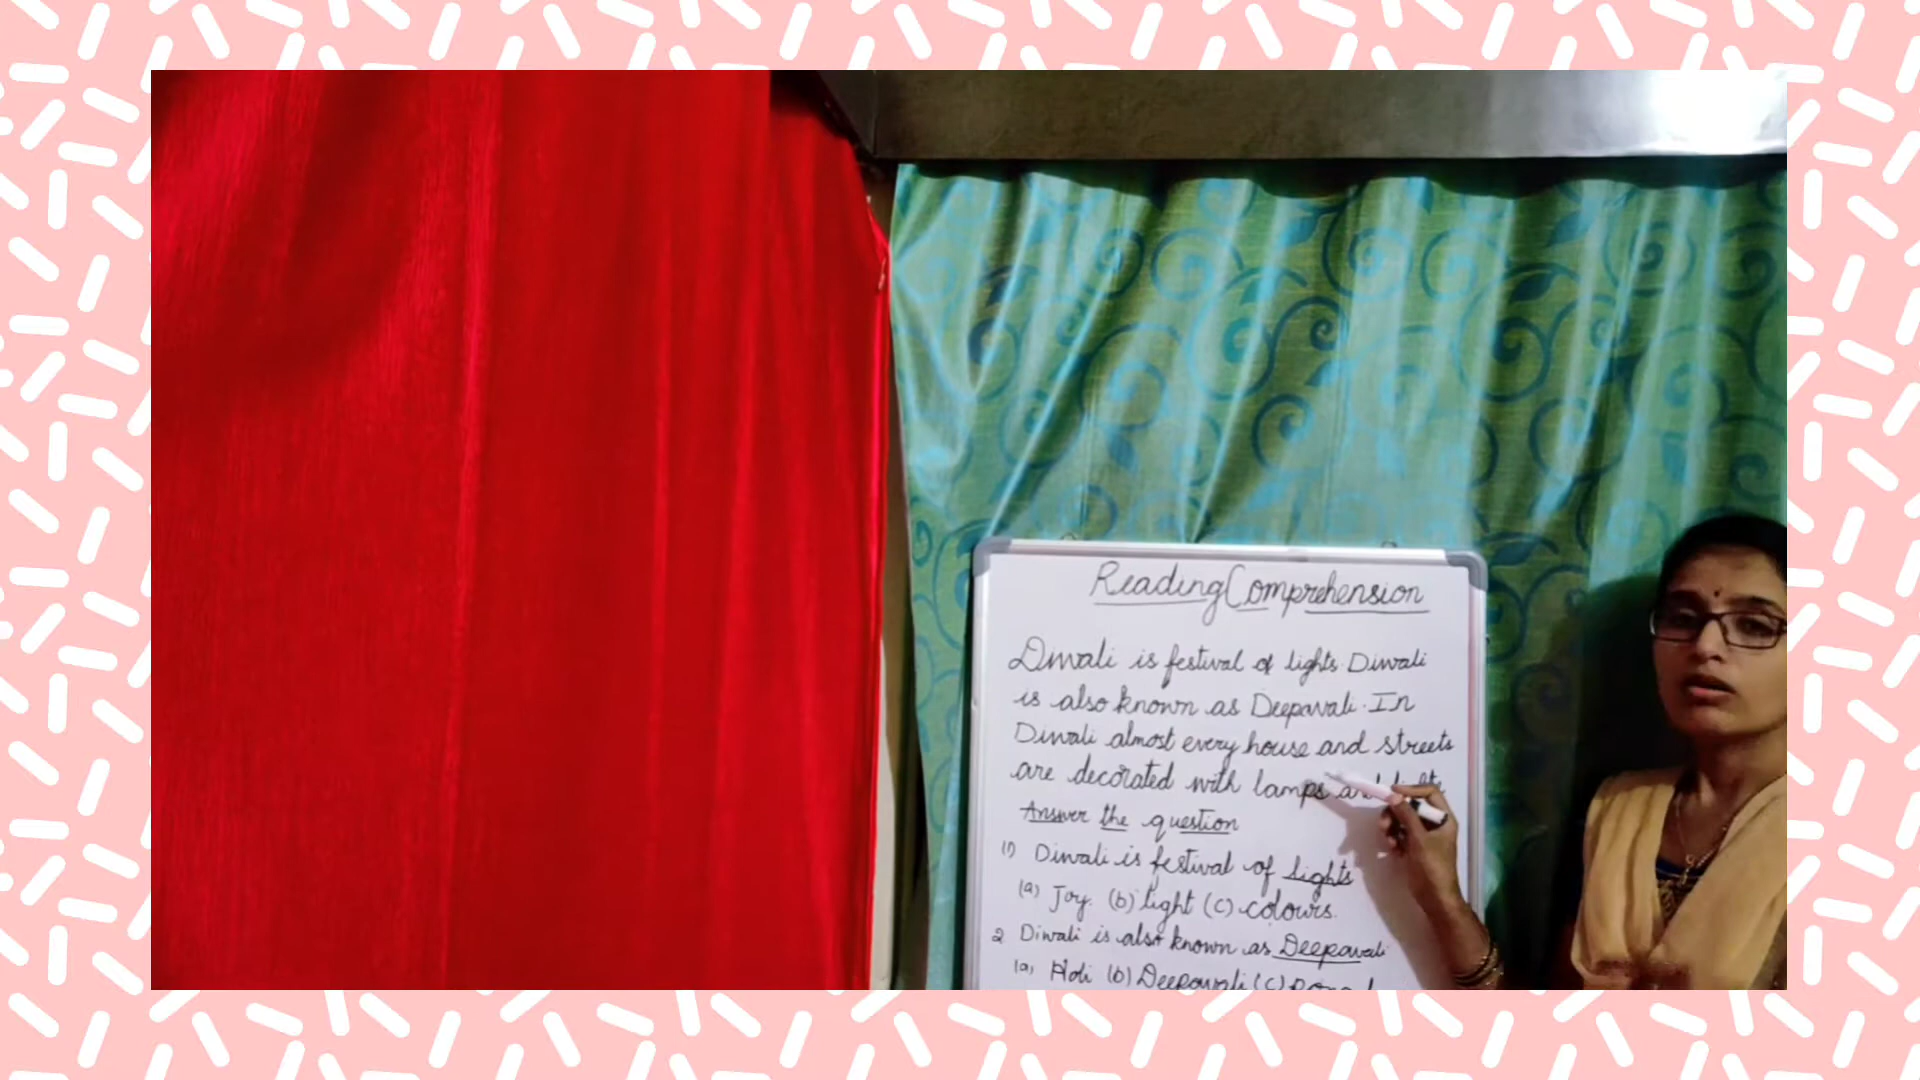 Reading Comprehension
Diwali is festival of lights. Diwali
is also known as Deepavali. In
Diwali almost every house and streets
are decorated with lamps and
Answer the question
1) Diwali is festival of lights
(a) Joy. (b) light (c) colours.
2 Diwali is also known as Deepavali
(a) Holi (b) Deepavali (c)